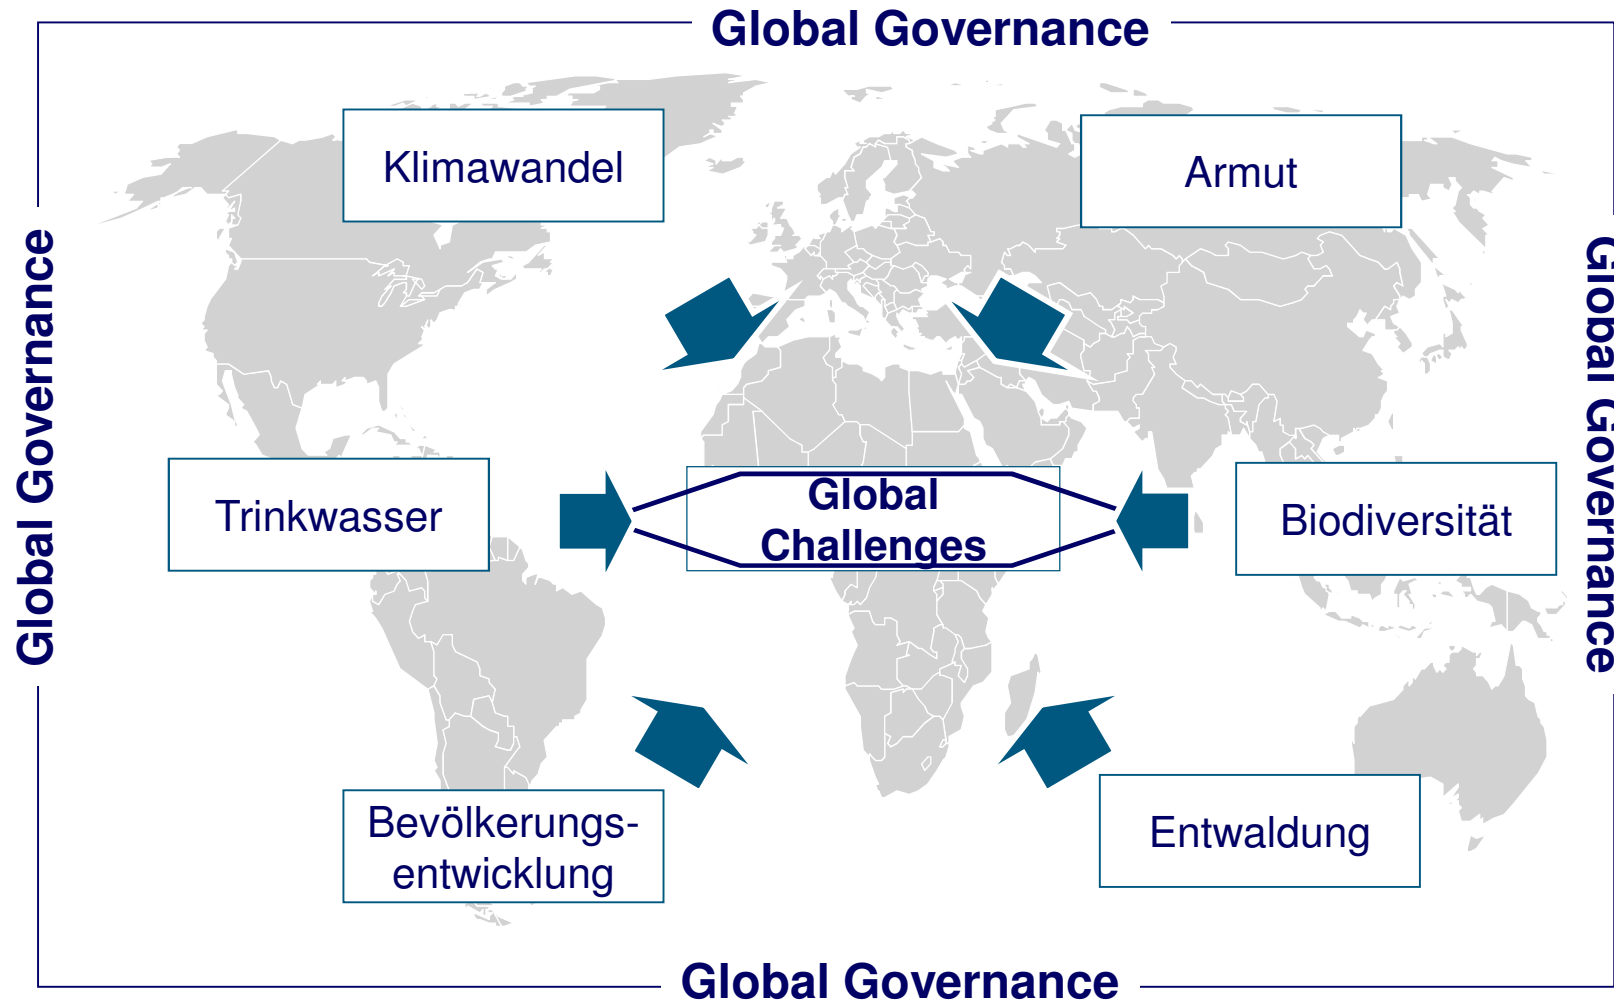 Global Governance
Klimawandel
Armut
Global Governance
Global Governance
Trinkwasser
Global
Challenges
Biodiversität
Bevölkerungs-
entwicklung
Entwaldung
Global Governance